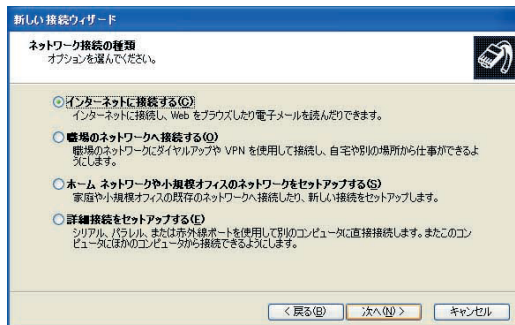 新しい接続ウィザード
ネットワーク接続の種類
オプションを選んでください。
インターネットに接続する(C)
インターネットに接続し、Web をブラウズしたり電子メールを読んだりできます。
職場のネットワークへ接続する(O)
職場のネットワークにダイヤルアップや VPN を使用して接続し、自宅や別の場所から仕事ができるよ
うにします。
ホーム ネットワークや小規模オフィスのネットワークをセットアップする(S)
家庭や小規模オフィスの既存のネットワークへ接続したり、新しい接続をセットアップします。
詳細接続をセットアップする(E)
シリアル、パラレル、または赤外線ポートを使用して別のコンピュータに直接接続します。またこのコン
ピュータにほかのコンピュータから接続できるようにします。
< 戻る(B)
次へ(N) >
キャンセル